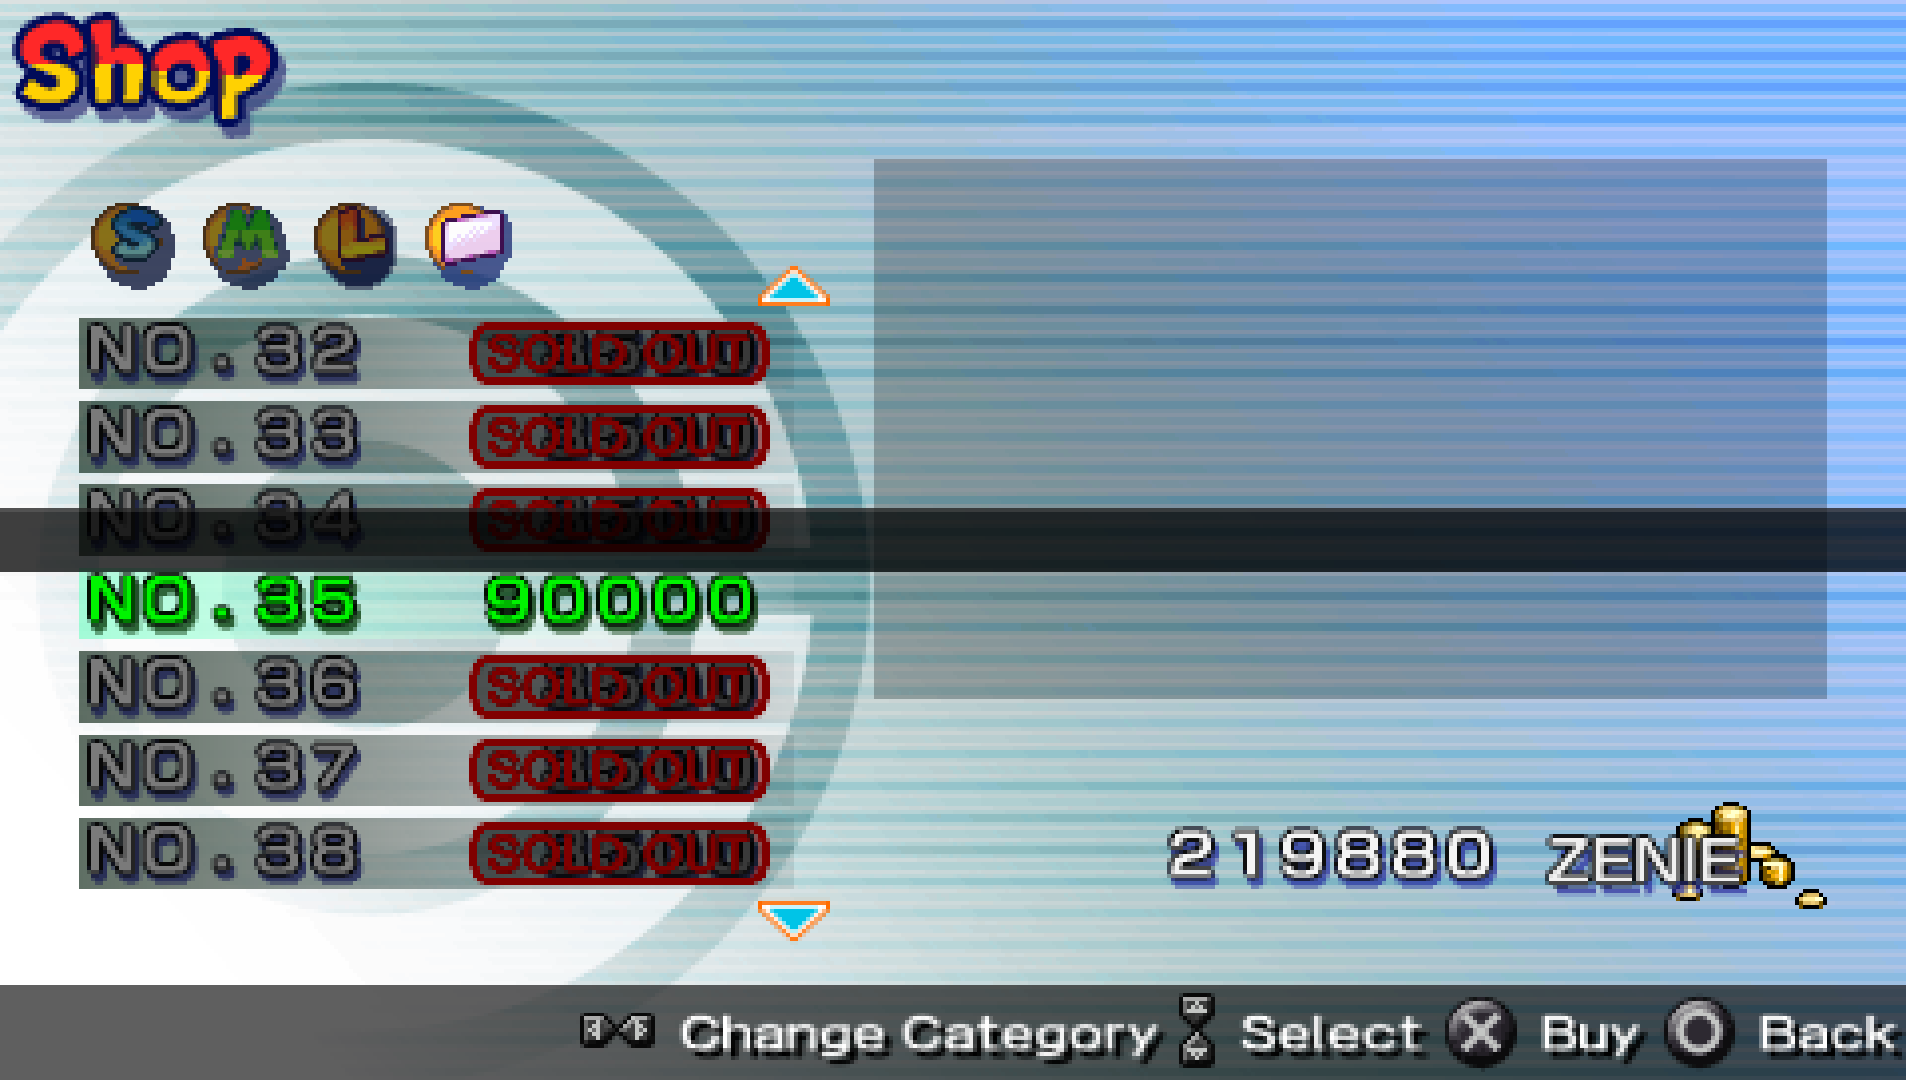 Shop
S M L
NO.32 SOLD OUT
NO.33 SOLD OUT
NO.34 SOLD OUT
NO.35 90000
NO.36 SOLD OUT
NO.37 SOLD OUT
NO.38 SOLD OUT
219880 ZENIE
Change Category Select Buy Back